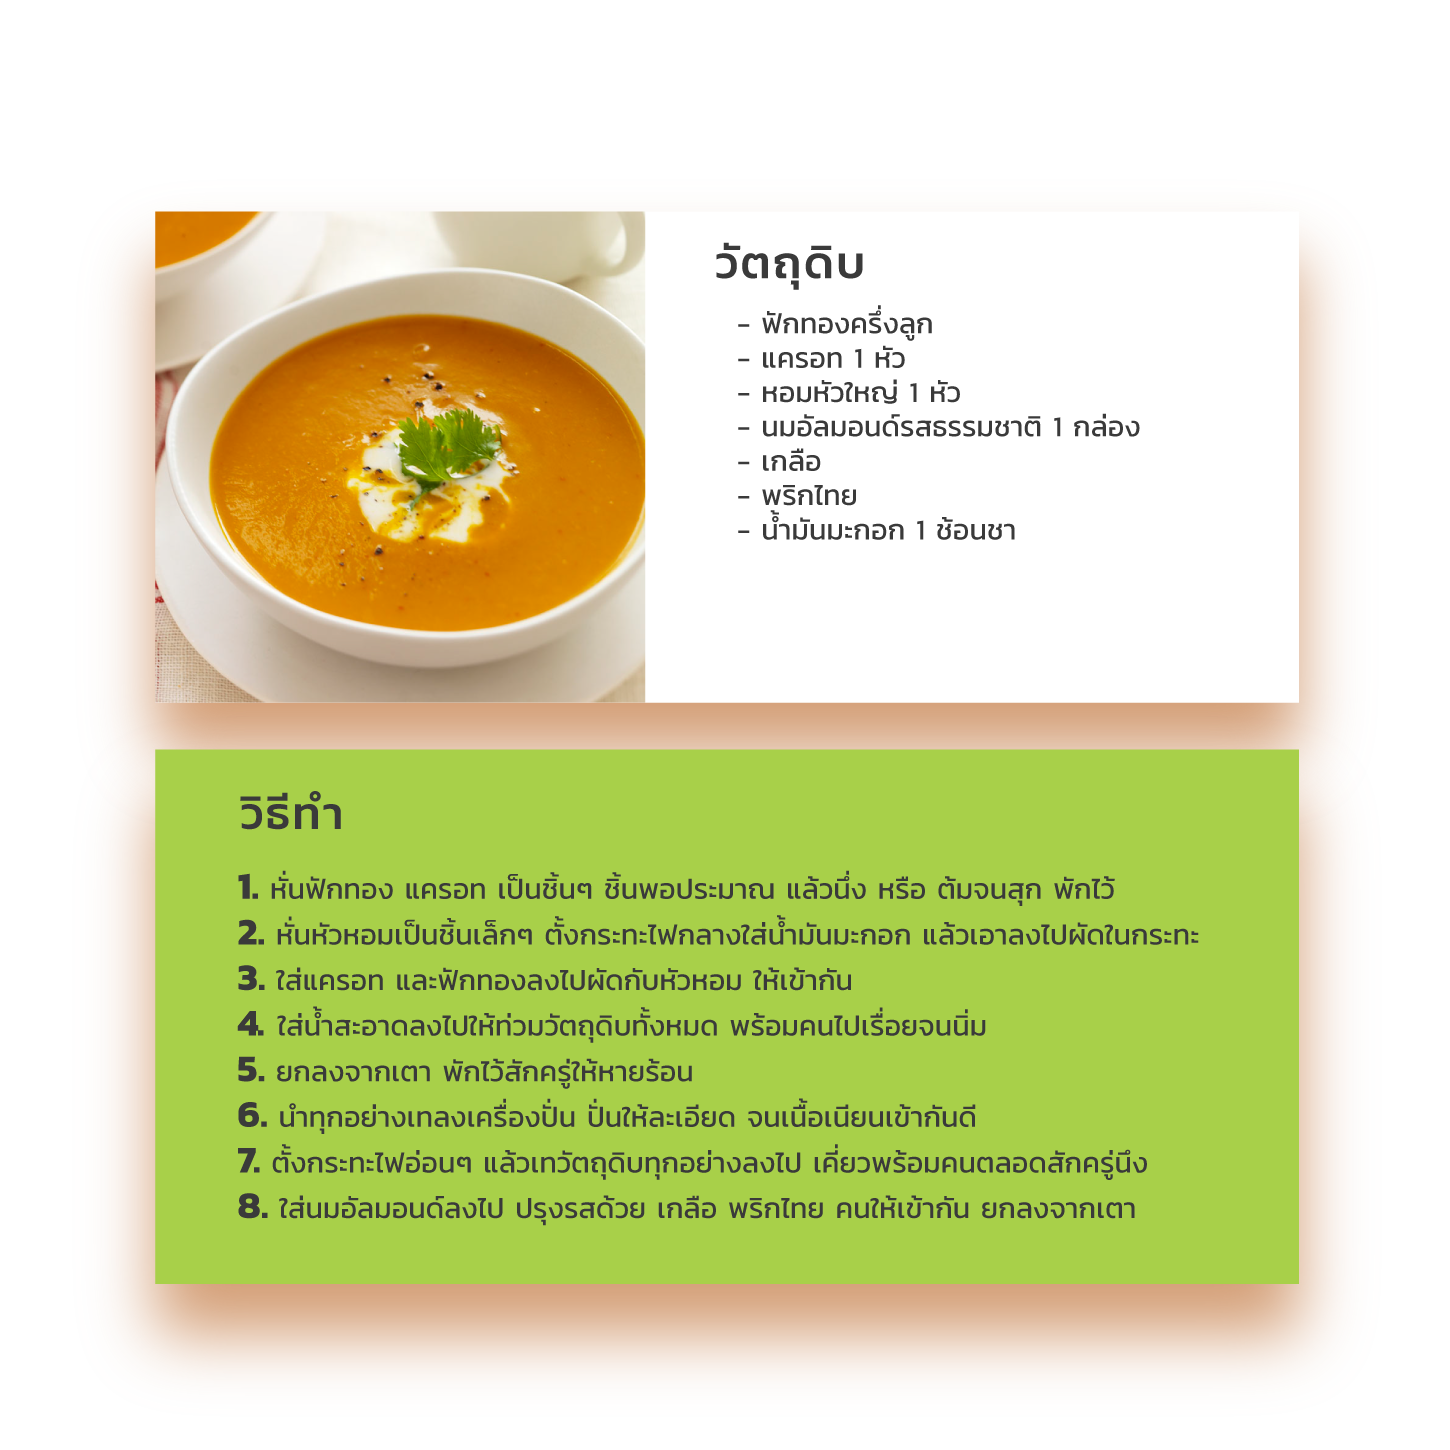 วัตถุดิบ
- ฟักทองครึ่งลูก
- แครอท 1 หัว
- หอมหัวใหญ่ 1 หัว
- นมอัลมอนด์รสธรรมชาติ 1 กล่อง
- เกลือ
- พริกไทย
- น้ำมันมะกอก 1 ช้อนชา
วิธีทำ
1. หั่นฟักทอง แครอท เป็นชิ้นๆ ชิ้นพอประมาณ แล้วนึ่ง หรือ ต้มจนสุก พักไว้
2. หั่นหัวหอมเป็นชิ้นเล็กๆ ตั้งกระทะไฟกลางใส่น้ำมันมะกอก แล้วเอาลงไปผัดในกระทะ
3. ใส่แครอท และฟักทองลงไปผัดกับหัวหอม ให้เข้ากัน
4. ใส่น้ำสะอาดลงไปให้ท่วมวัตถุดิบทั้งหมด พร้อมคนไปเรื่อยจนนิ่ม
5. ยกลงจากเตา พักไว้สักครู่ให้หายร้อน
6. นำทุกอย่างเทลงเครื่องปั่น ปั่นให้ละเอียด จนเนื้อเนียนเข้ากันดี
7. ตั้งกระทะไฟอ่อนๆ แล้วเทวัตถุดิบทุกอย่างลงไป เคี่ยวพร้อมคนตลอดสักครู่นึง
8. ใส่นมอัลมอนด์ลงไป ปรุงรสด้วย เกลือ พริกไทย คนให้เข้ากัน ยกลงจากเตา